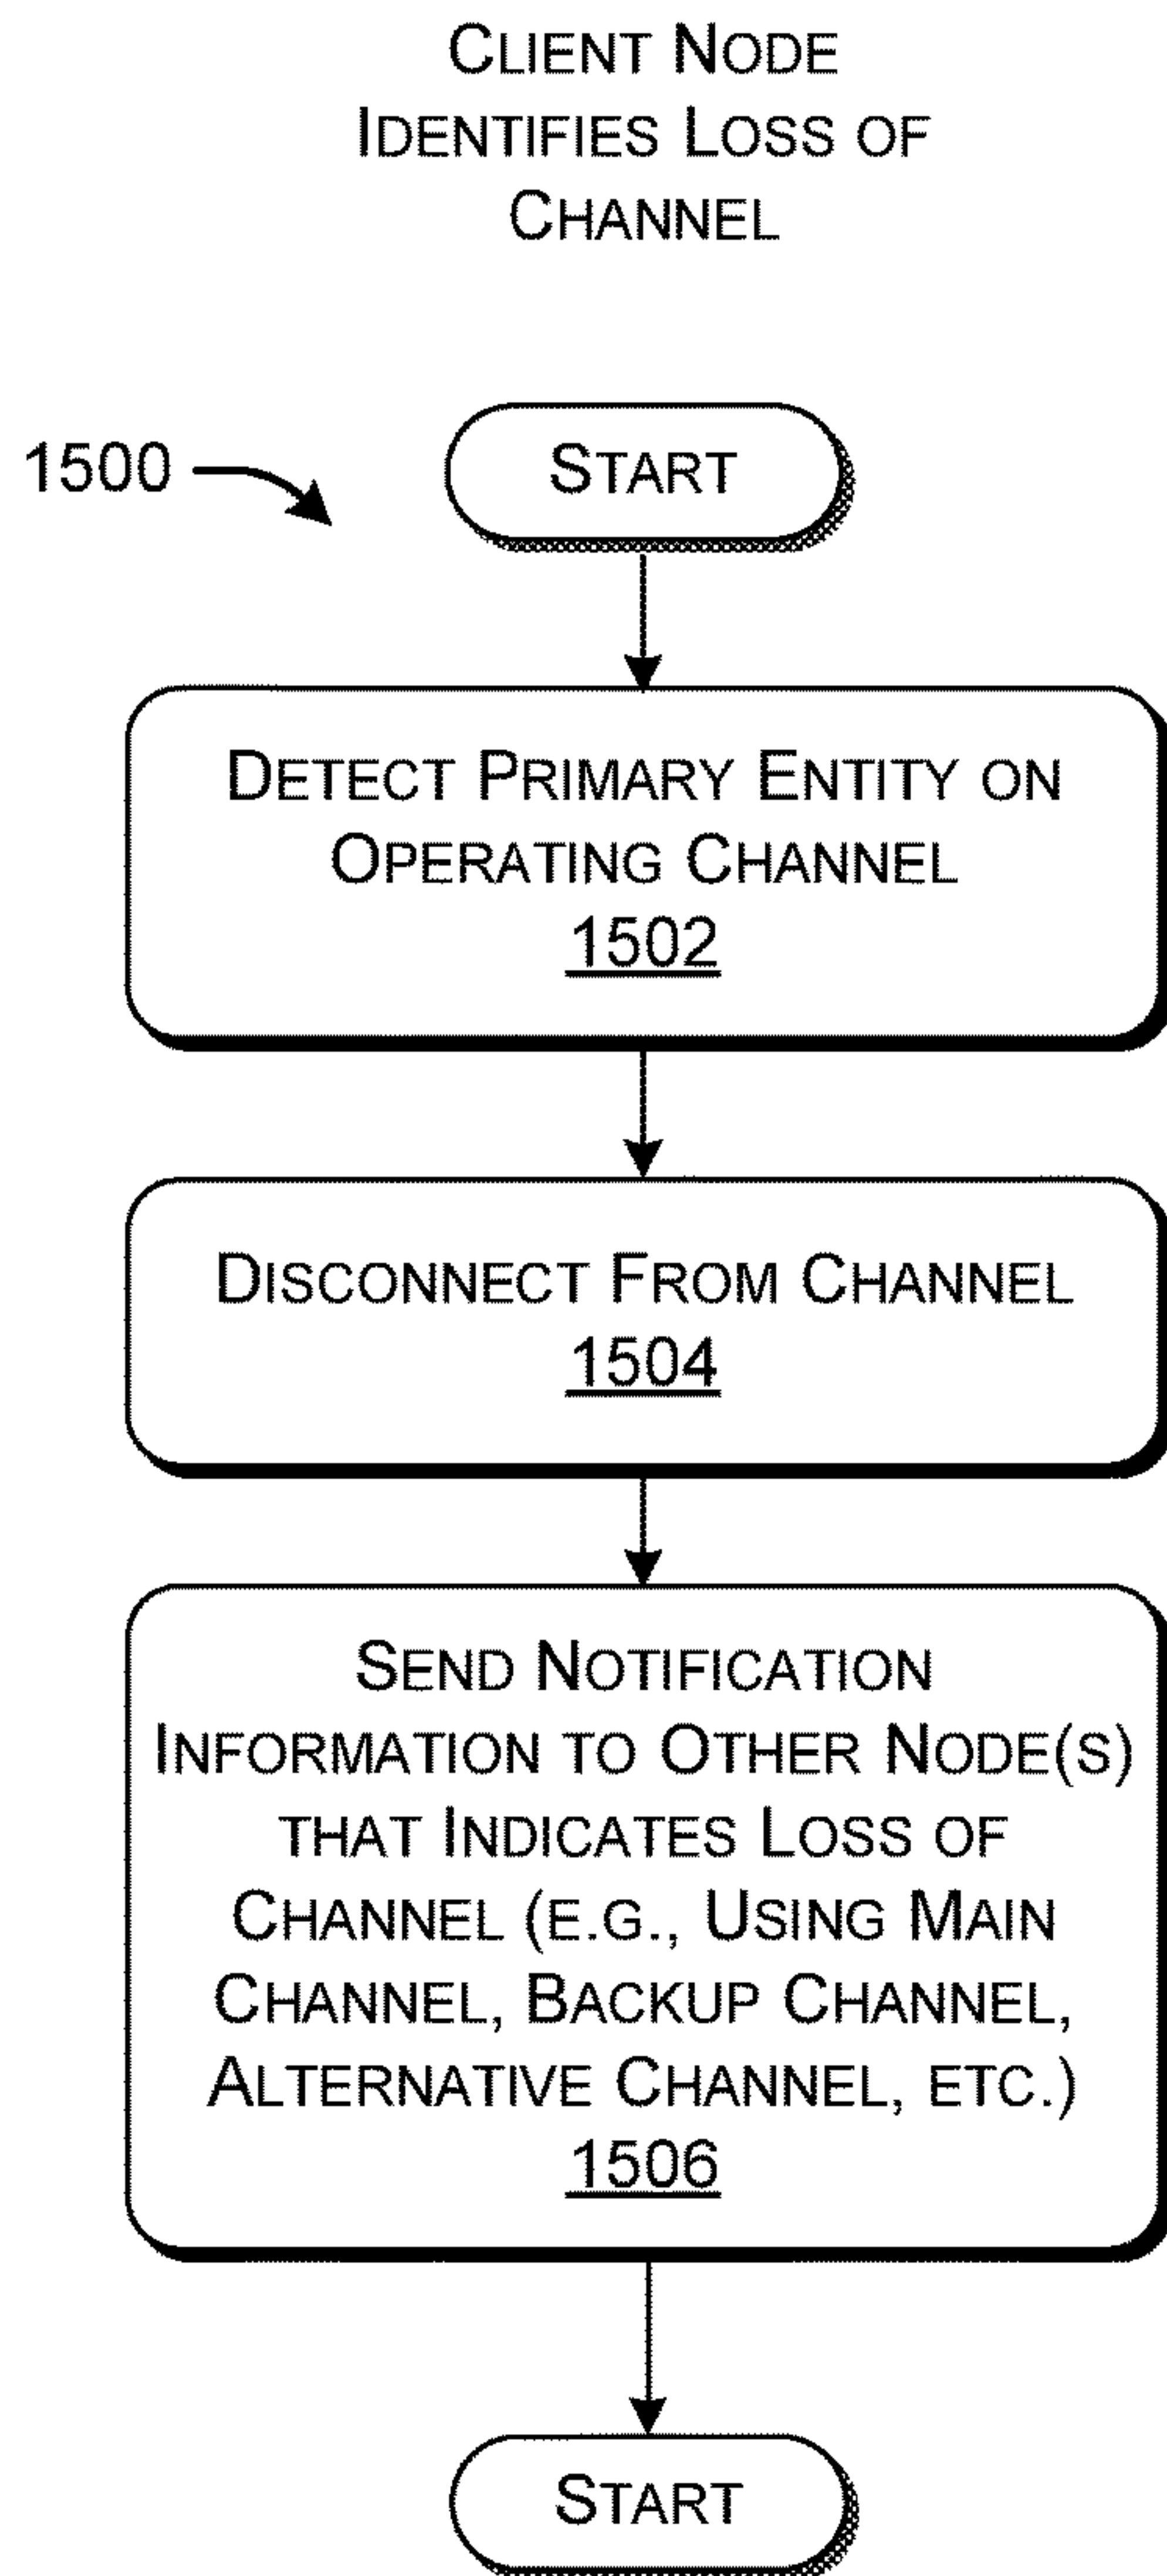 CLIENT NODE
IDENTIFIES LOSS OF
CHANNEL
1500
START
DETECT PRIMARY ENTITY ON
OPERATING CHANNEL
1502
DISCONNECT FROM CHANNEL
1504
SEND NOTIFICATION
INFORMATION TO OTHER NODE(S)
THAT INDICATES LOSS OF
CHANNEL (E.G., USING MAIN
CHANNEL, BACKUP CHANNEL,
ALTERNATIVE CHANNEL, ETC.)
1506
START